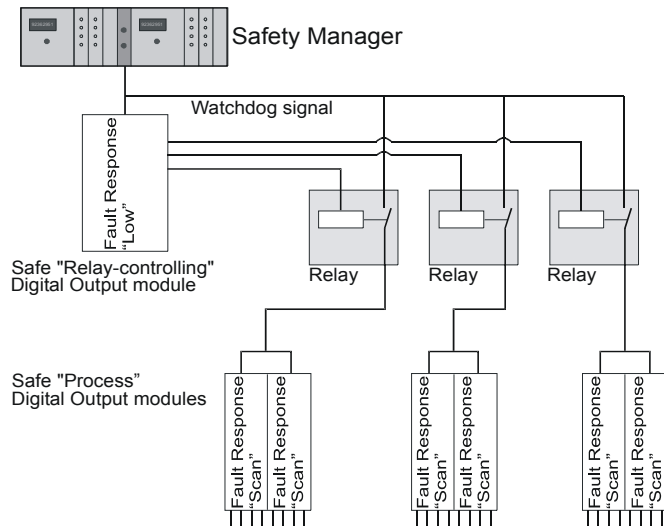 Safety Manager
Watchdog signal
Fault Response
“Low”
Safe "Relay-controlling"
Digital Output module
Relay
Relay
Relay
Safe "Process”
Digital Output modules
Fault Response
“Scan”
Fault Response
“Scan”
Fault Response
“Scan”
Fault Response
“Scan”
Fault Response
“Scan”
Fault Response
“Scan”